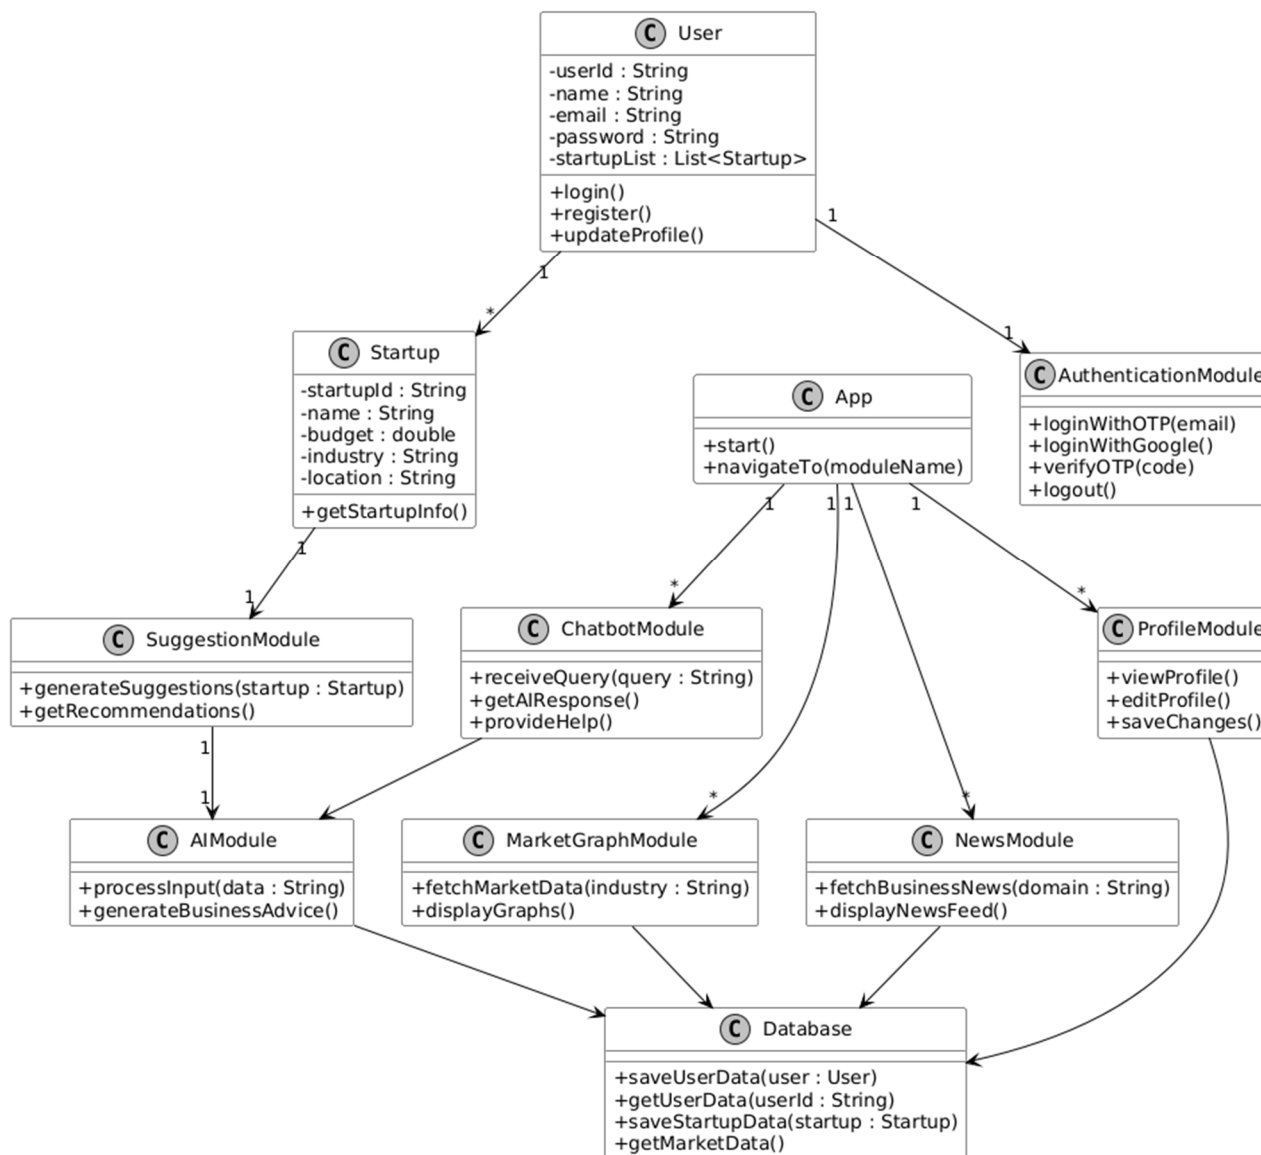 C User
-userId : String
-name : String
-email : String
-password : String
-startupList : List<Startup>
+login()
+register()
+updateProfile()
1
1
*
1
C Startup
-startupId : String
-name : String
-budget : double
-industry : String
-location : String
+getStartupInfo()
C App
+start()
+navigateTo(moduleName)
C AuthenticationModule
+loginWithOTP(email)
+loginWithGoogle()
+verifyOTP(code)
+logout()
1
1
1
1
1
1
*
*
C SuggestionModule
+generateSuggestions(startup : Startup)
+getRecommendations()
C ChatbotModule
+receiveQuery(query : String)
+getAIResponse()
+provideHelp()
C ProfileModule
+viewProfile()
+editProfile()
+saveChanges()
1
1
*
*
C AIModule
+processInput(data : String)
+generateBusinessAdvice()
C MarketGraphModule
+fetchMarketData(industry : String)
+displayGraphs()
C NewsModule
+fetchBusinessNews(domain : String)
+displayNewsFeed()
C Database
+saveUserData(user : User)
+getUserData(userId : String)
+saveStartupData(startup : Startup)
+getMarketData()